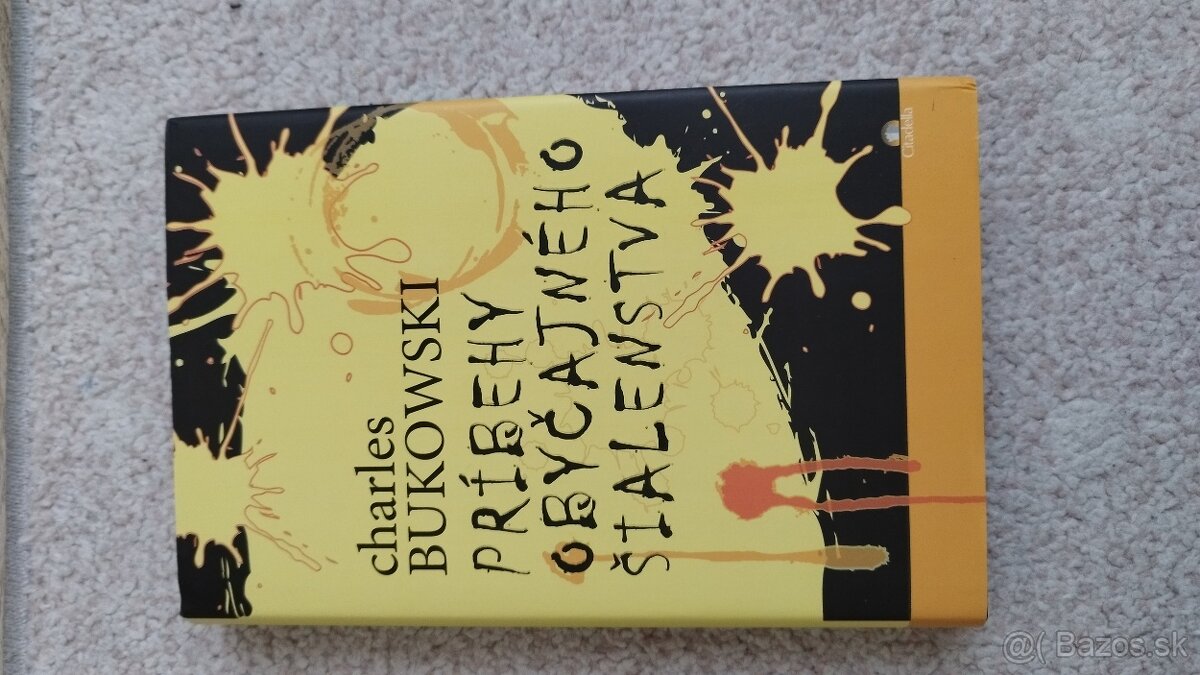 charles
BUKOWSKI
PRÍBEHY
OBYČAJNÉHO
ŠIALENSTVA
Citadella
@( Bazos.sk